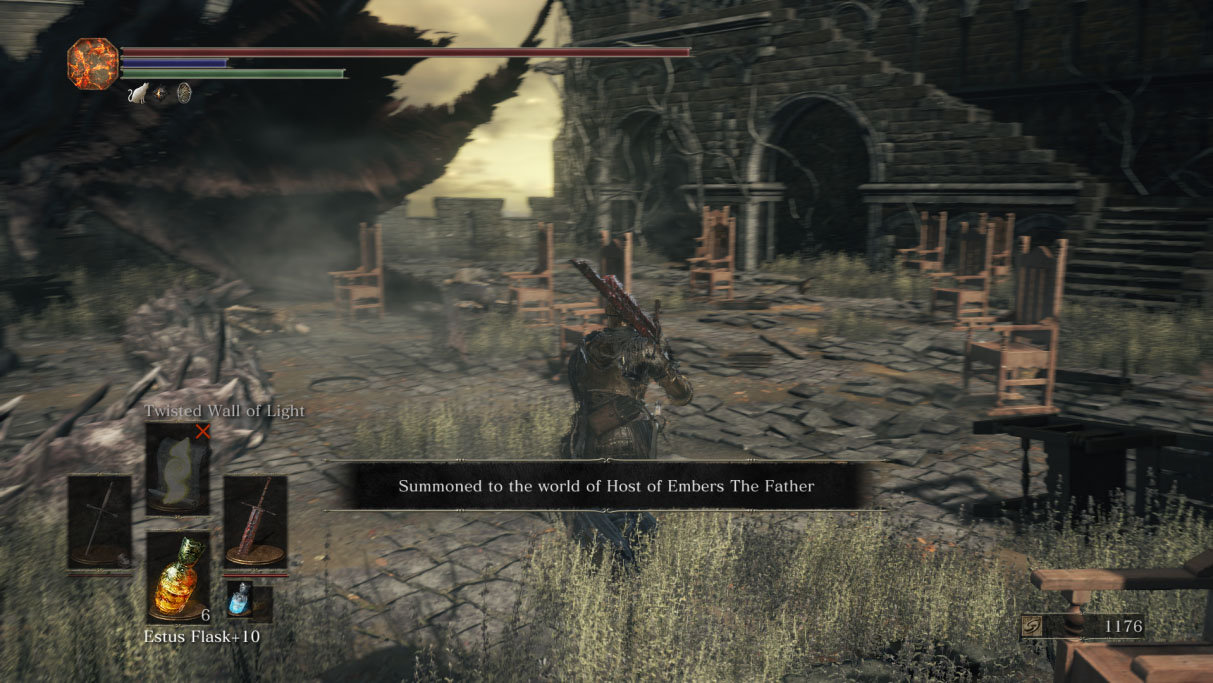 Twisted Wall of Light
Summoned to the world of Host of Embers The Father
6
Estus Flask+10
1176